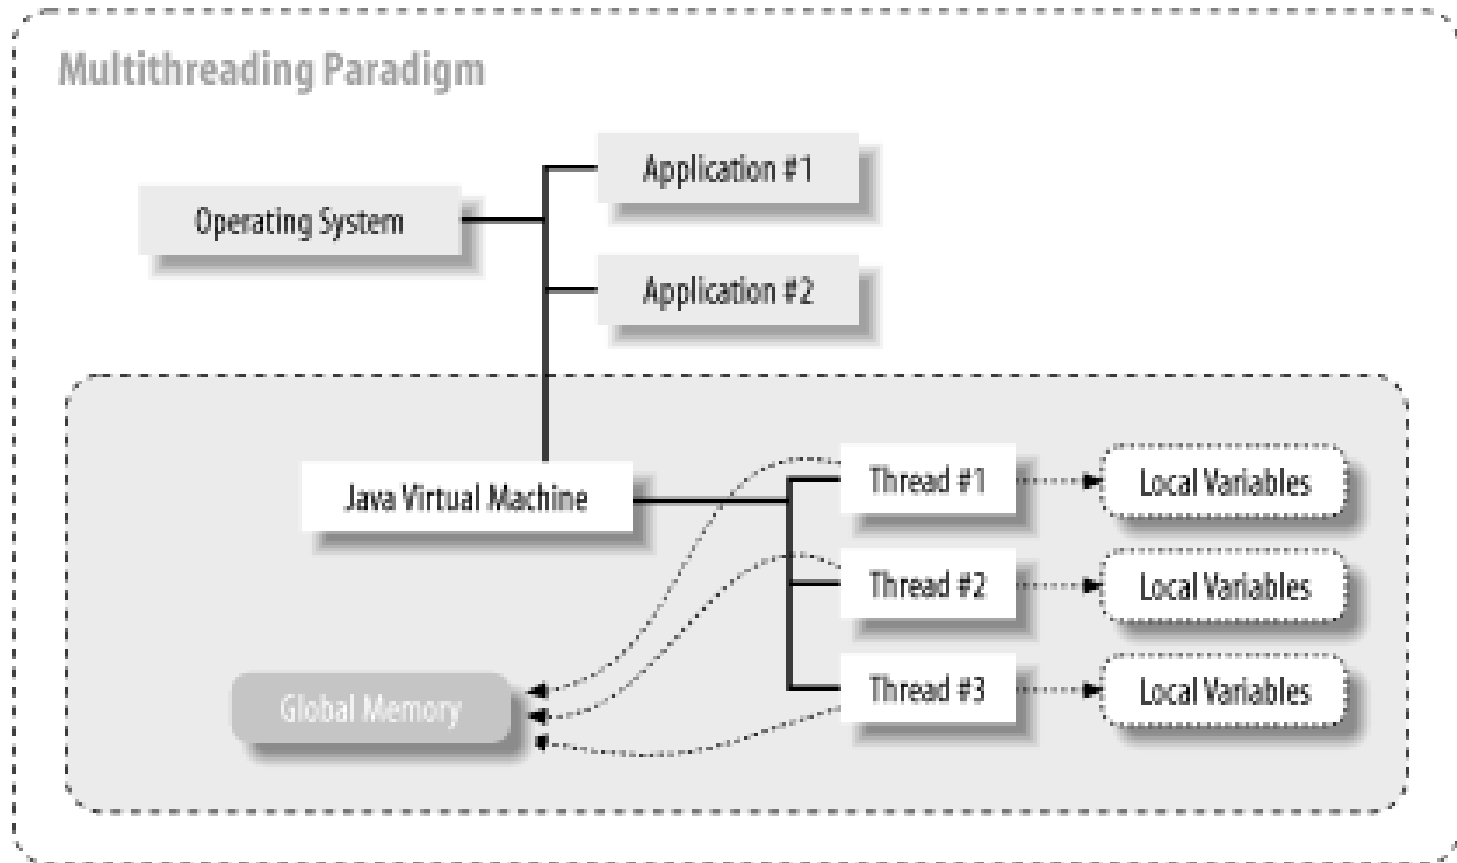 Multithreading Paradigm
Application #1
Operating System
Application #2
Java Virtual Machine
Thread #1
Local Variables
Thread #2
Local Variables
Thread #3
Local Variables
Global Memory